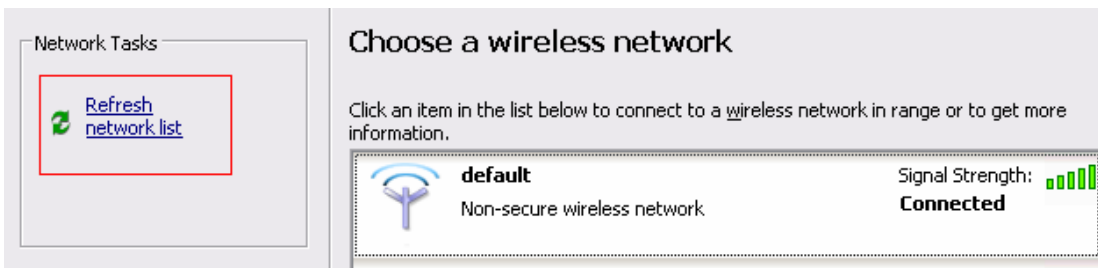 Network Tasks
Refresh
network list
Choose a wireless network
Click an item in the list below to connect to a wireless network in range or to get more
information.
default
Signal Strength:
Non-secure wireless network
Connected